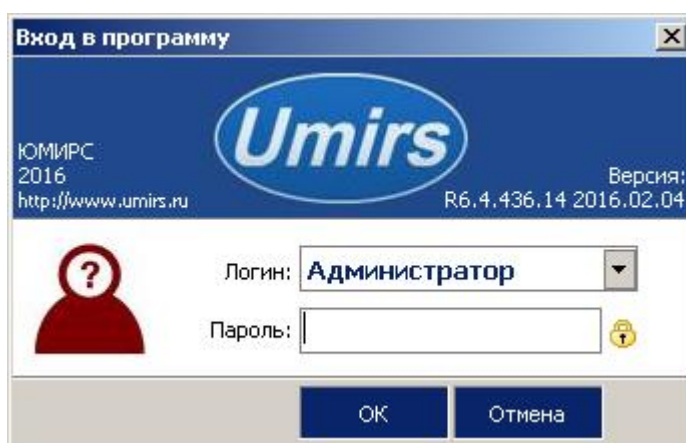 Вход в программу
Umirs
ЮМИРС
2016
http://www.umirs.ru
Версия:
R6.4.436.14 2016.02.04
?
Логин: Администратор
Пароль:
ОК Отмена